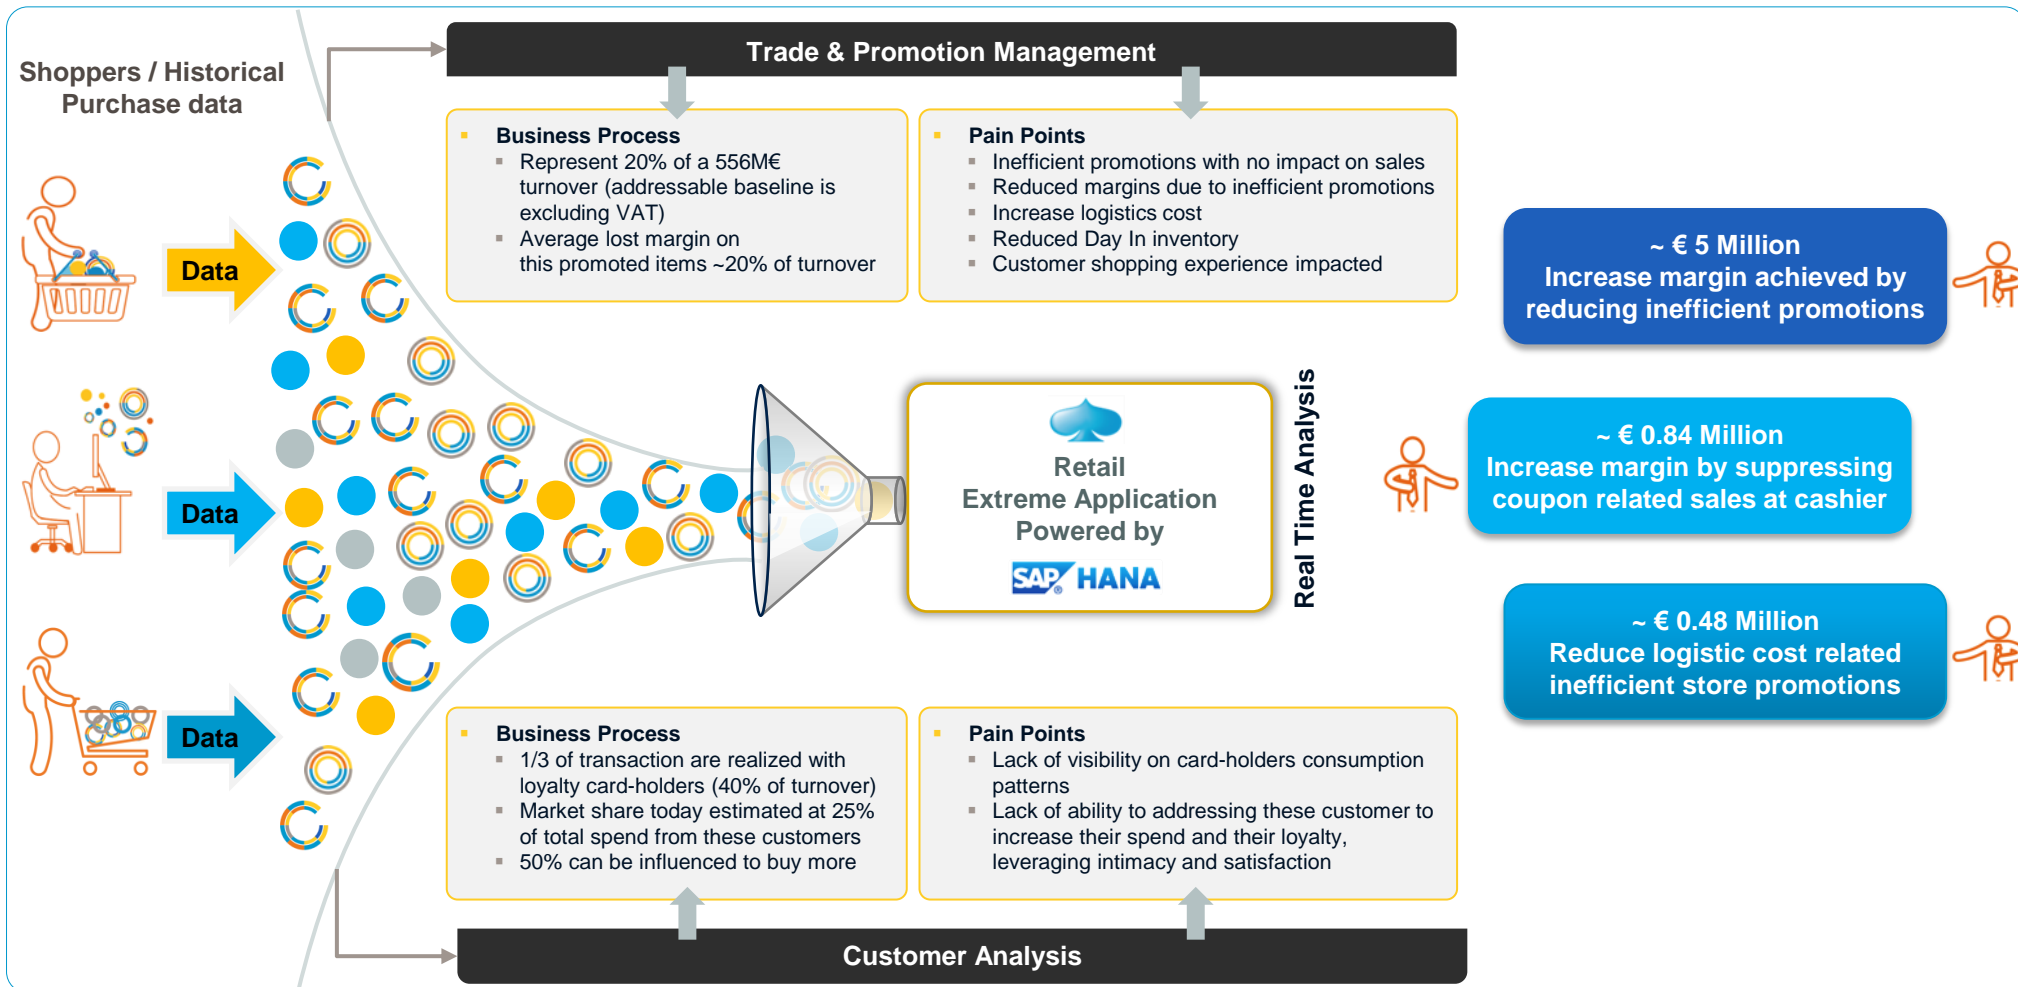 Shoppers / Historical
Purchase data
Data
Data
Data
Trade & Promotion Management
Business Process
Represent 20% of a 556M€
turnover (addressable baseline is
excluding VAT)
Average lost margin on
this promoted items ~20% of turnover
Pain Points
Inefficient promotions with no impact on sales
Reduced margins due to inefficient promotions
Increase logistics cost
Reduced Day In inventory
Customer shopping experience impacted
Retail
Extreme Application
Powered by
SAP® HANA
Real Time Analysis
~ € 5 Million
Increase margin achieved by
reducing inefficient promotions
~ € 0.84 Million
Increase margin by suppressing
coupon related sales at cashier
~ € 0.48 Million
Reduce logistic cost related
inefficient store promotions
Business Process
1/3 of transaction are realized with
loyalty card-holders (40% of turnover)
Market share today estimated at 25%
of total spend from these customers
50% can be influenced to buy more
Pain Points
Lack of visibility on card-holders consumption
patterns
Lack of ability to addressing these customer to
increase their spend and their loyalty,
leveraging intimacy and satisfaction
Customer Analysis